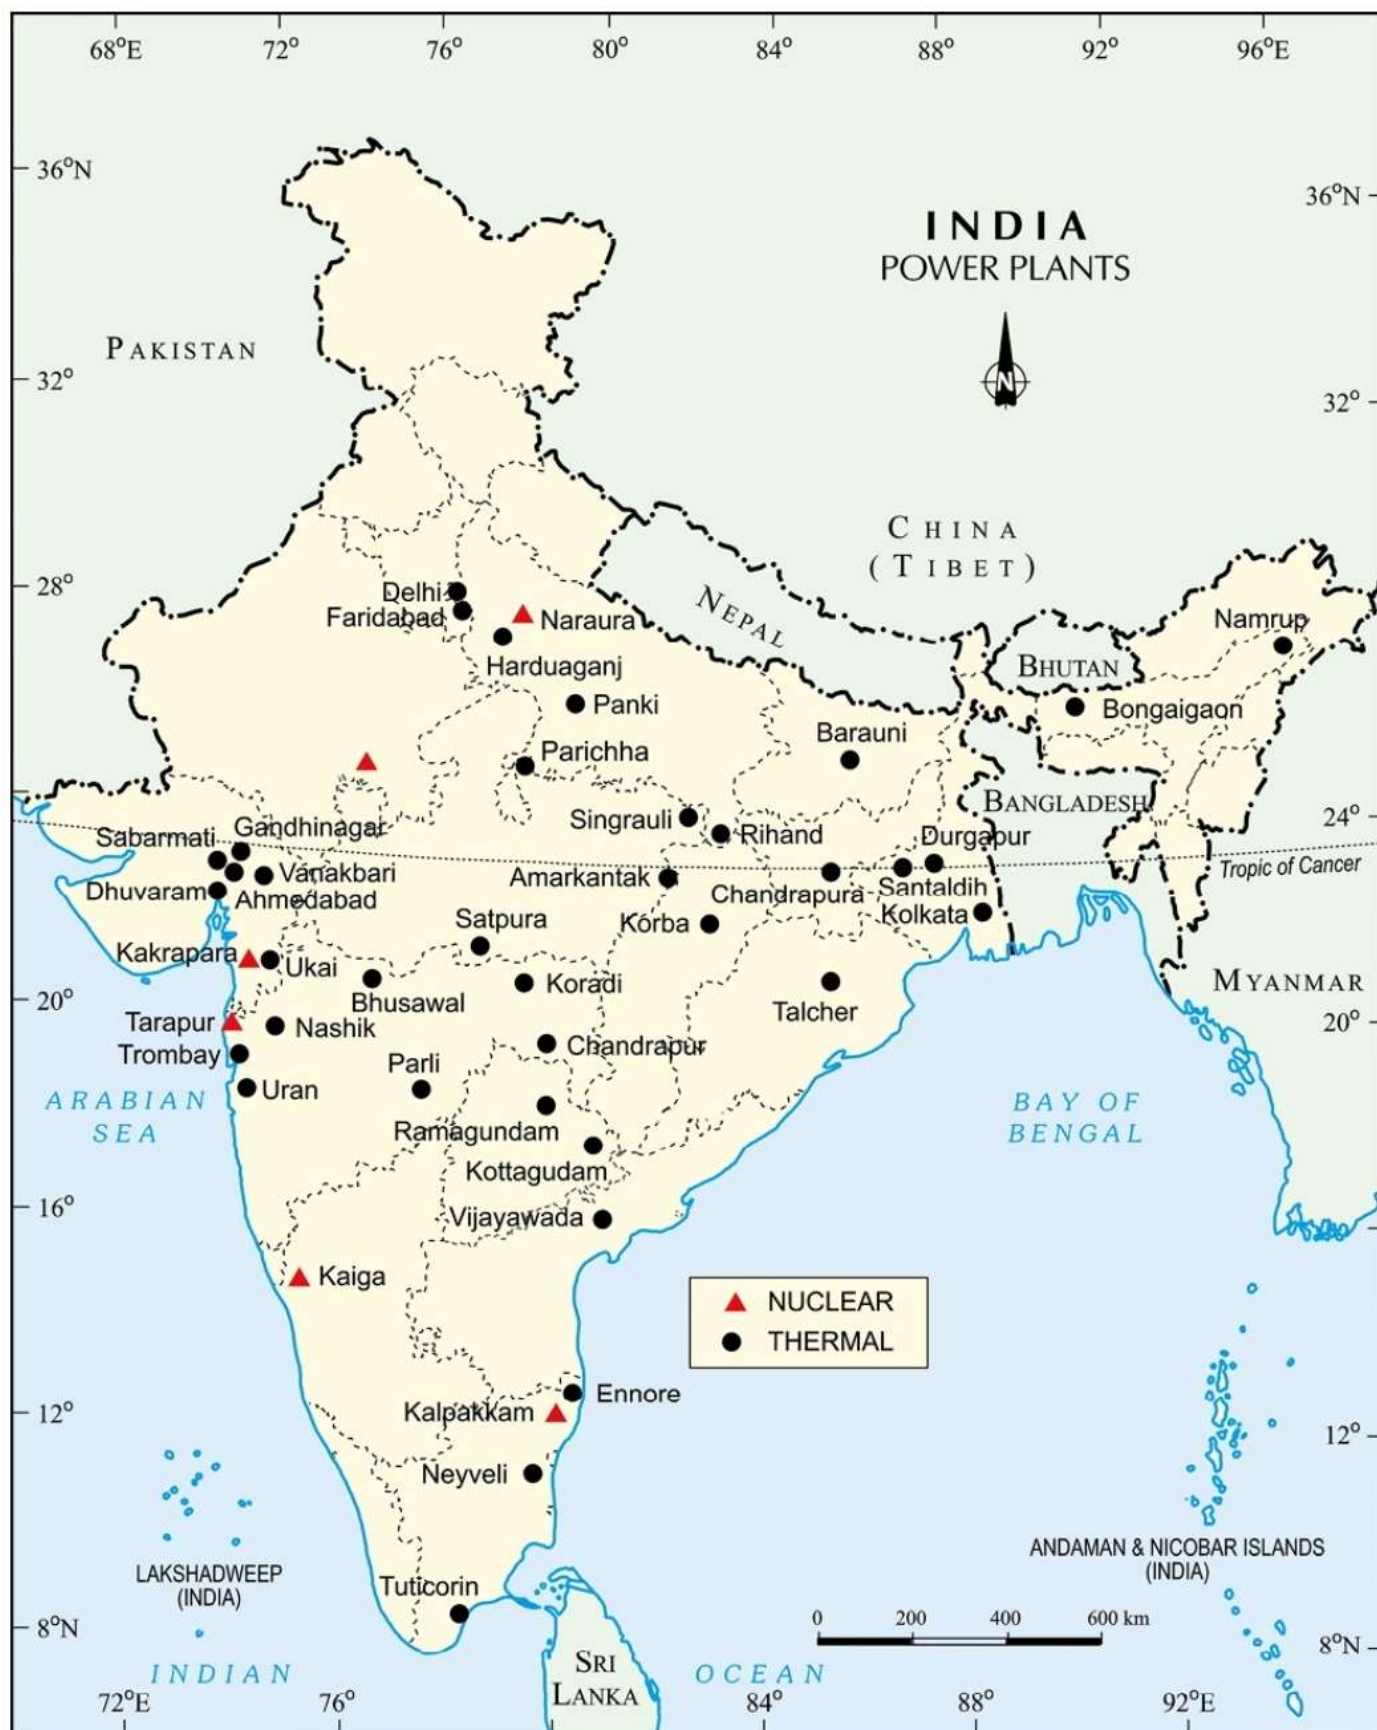 68°E
72°
76°
80°
84°
88°
92°
96°E
36°N
36°N
INDIA
POWER PLANTS
N
PAKISTAN
32°
32°
CHINA
(TIBET)
28°
NEPAL
BHUTAN
Delhi
Faridabad
Naraura
Harduaganj
Panki
Parichha
Barauni
Namrup
Bongaigaon
BANGLADESH
24°
Sabarmati
Gandhinagar
Singrauli
Rihand
Durgapur
Tropic of Cancer
Dhuvaram
Vanakbari
Ahmedabad
Amarkantak
Chandrapura
Santaldih
Kolkata
Satpura
Korba
Kakrapara
Ukai
Bhusawal
Koradi
Talcher
MYANMAR
20°
20°
Tarapur
Nashik
Trombay
Chandrapur
Parli
Uran
ARABIAN
SEA
BAY OF
BENGAL
Ramagundam
Kottagudam
16°
Vijayawada
Kaiga
NUCLEAR
THERMAL
Ennore
Kalpakkam
12°
12°
Neyveli
LAKSHADWEEP
(INDIA)
ANDAMAN & NICOBAR ISLANDS
(INDIA)
Tuticorin
0 200 400 600 km
8°N
8°N
SRI
LANKA
INDIAN
OCEAN
72°E
76°
84°
88°
92°E